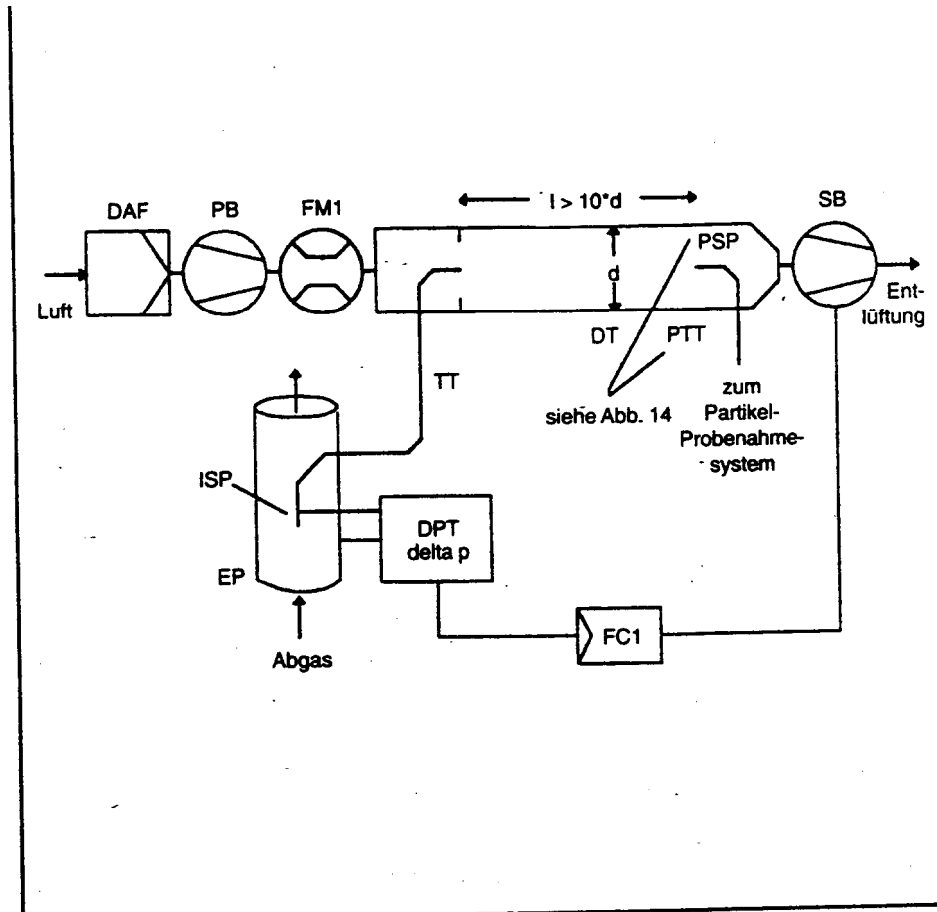 DAF
PB
FM1
l > 10*d
SB
PSP
d
Luft
Ent-
lüftung
DT
PTT
TT
zum
Partikel-
Probenahme-
system
siehe Abb. 14
ISP
DPT
delta p
EP
FC1
Abgas